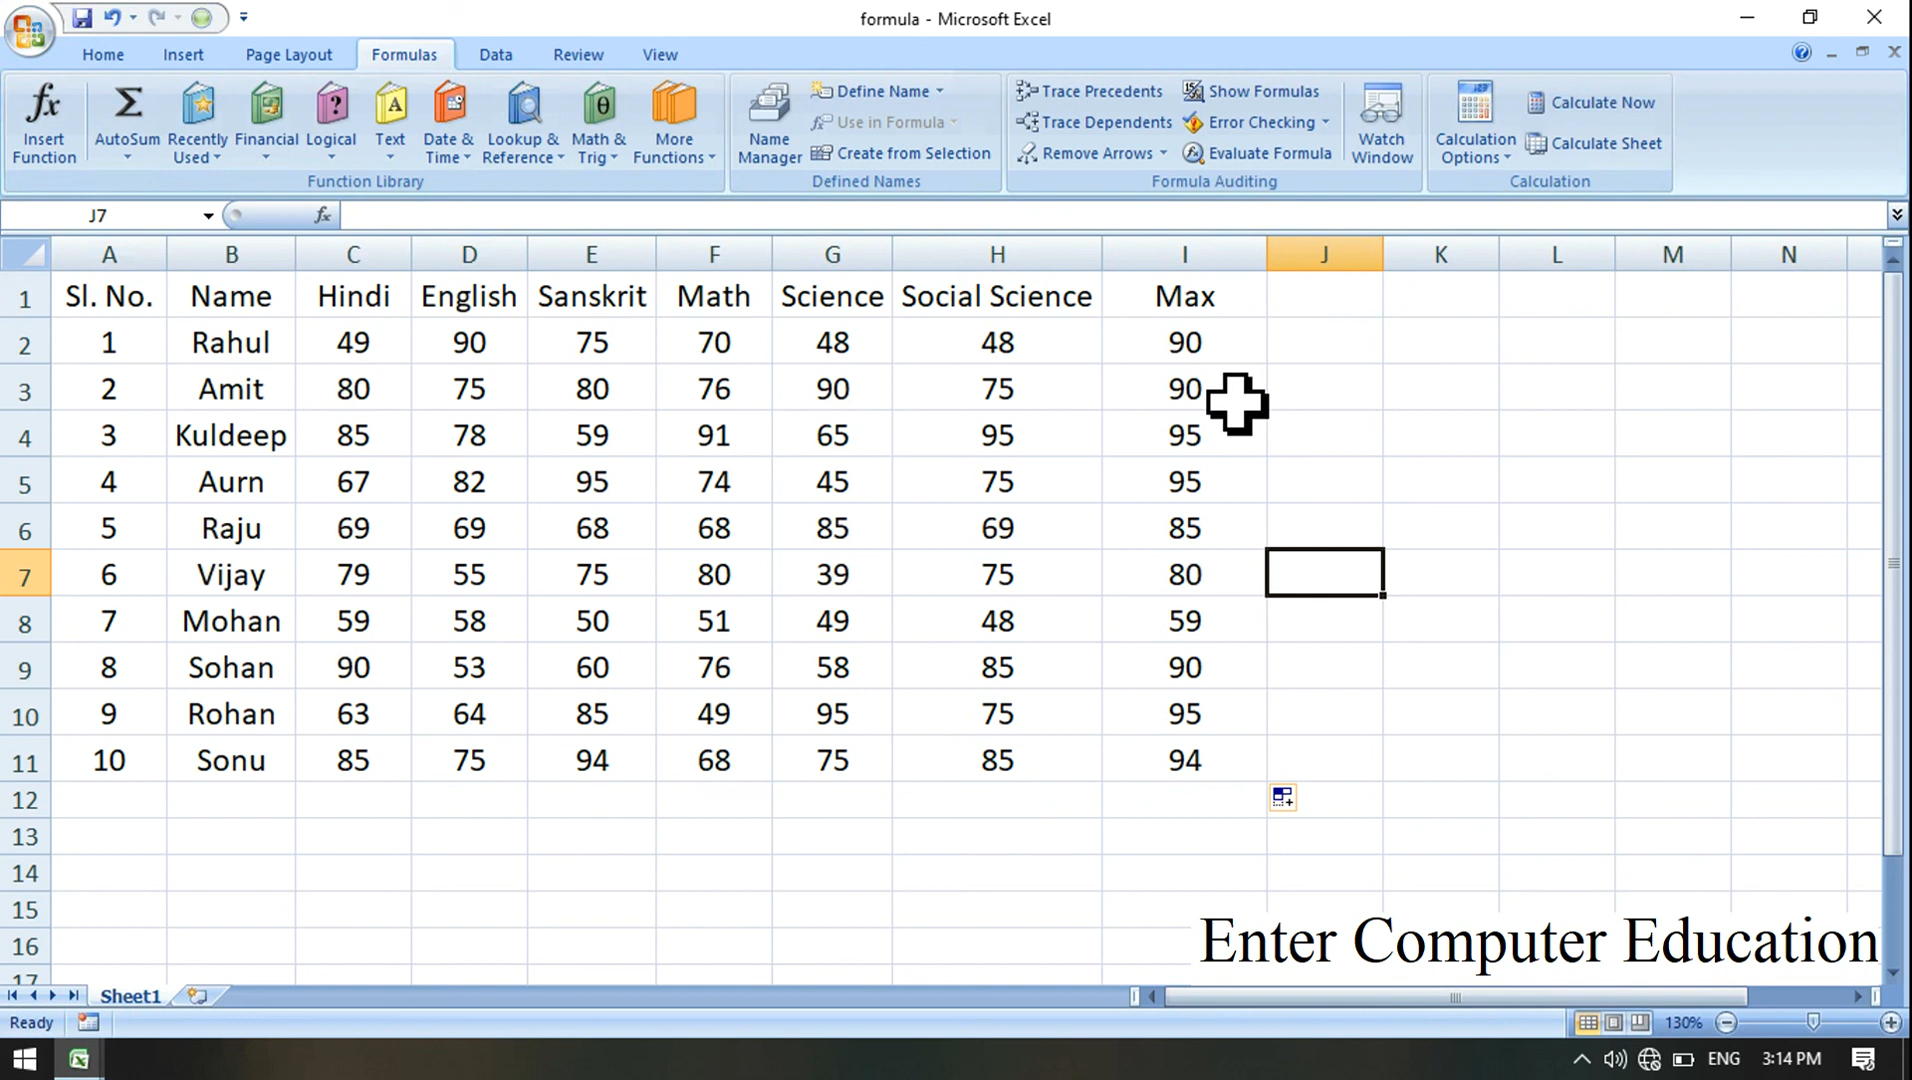 formula - Microsoft Excel
Home Insert Page Layout Formulas Data Review View
fx Insert Function
Σ AutoSum
Recently Used
Financial
Logical
Text
Date & Time
Lookup & Reference
Math & Trig
More Functions
Function Library
Name Manager
Define Name
Use in Formula
Create from Selection
Defined Names
Trace Precedents
Trace Dependents
Remove Arrows
Show Formulas
Error Checking
Evaluate Formula
Formula Auditing
Watch Window
Calculation Options
Calculate Now
Calculate Sheet
Calculation
J7 fx
A B C D E F G H I J K L M N
1 Sl. No. Name Hindi English Sanskrit Math Science Social Science Max
2 1 Rahul 49 90 75 70 48 48 90
3 2 Amit 80 75 80 76 90 75 90
4 3 Kuldeep 85 78 59 91 65 95 95
5 4 Aurn 67 82 95 74 45 75 95
6 5 Raju 69 69 68 68 85 69 85
7 6 Vijay 79 55 75 80 39 75 80
8 7 Mohan 59 58 50 51 49 48 59
9 8 Sohan 90 53 60 76 58 85 90
10 9 Rohan 63 64 85 49 95 75 95
11 10 Sonu 85 75 94 68 75 85 94
12
13
14
15
16
17
Enter Computer Education
Sheet1
Ready 130%
ENG 3:14 PM